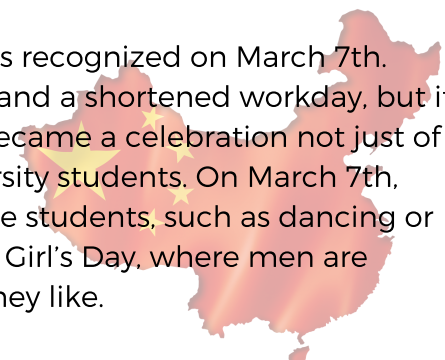 s recognized on March 7th.
and a shortened workday, but i
ecame a celebration not just of
rsity students. On March 7th,
e students, such as dancing or
Girl's Day, where men are
hey like.